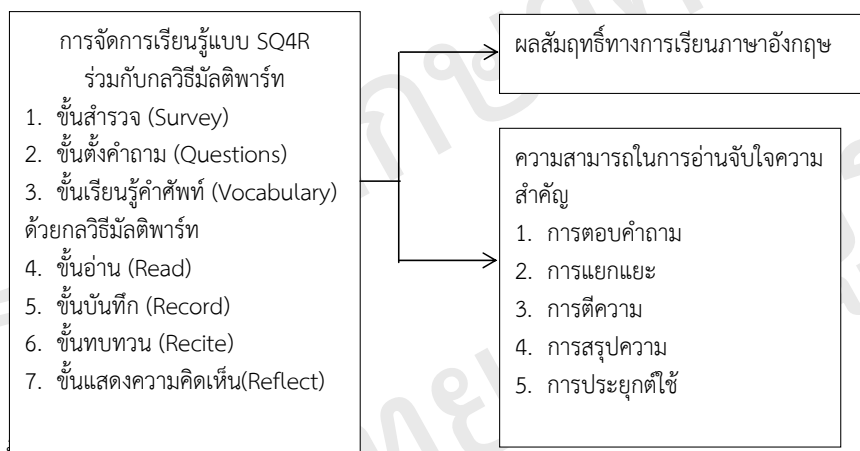 การจัดการเรียนรู้แบบ SQ4R
ร่วมกับกลวิธีมัลติพาร์ท
1. ขั้นสำรวจ (Survey)
2. ขั้นตั้งคำถาม (Questions)
3. ขั้นเรียนรู้คำศัพท์ (Vocabulary)
ด้วยกลวิธีมัลติพาร์ท
4. ขั้นอ่าน (Read)
5. ขั้นบันทึก (Record)
6. ขั้นทบทวน (Recite)
7. ขั้นแสดงความคิดเห็น(Reflect)
ผลสัมฤทธิ์ทางการเรียนภาษาอังกฤษ
ความสามารถในการอ่านจับใจความ
สำคัญ
1. การตอบคำถาม
2. การแยกแยะ
3. การตีความ
4. การสรุปความ
5. การประยุกต์ใช้